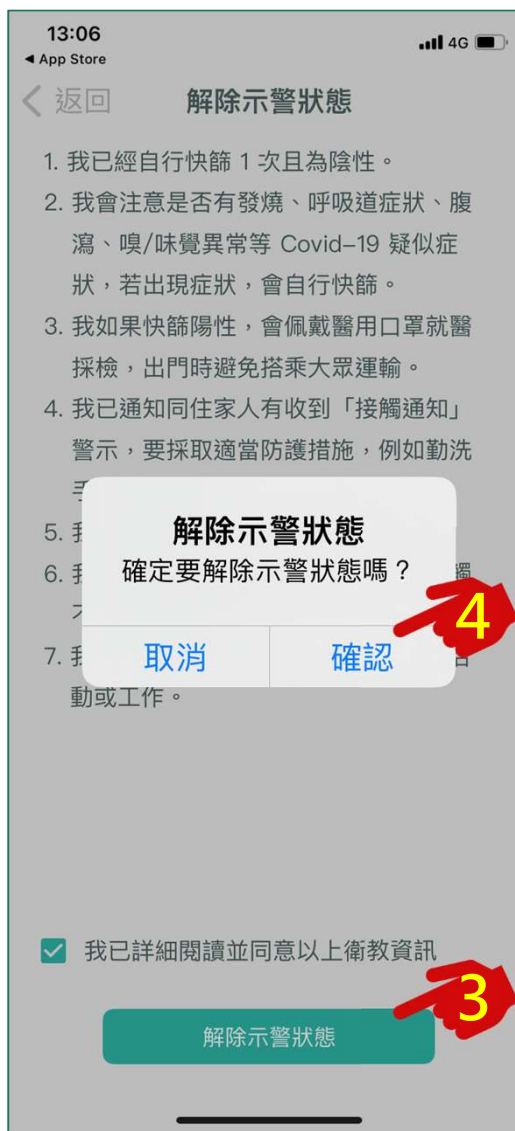 13:06
4G
◀ App Store
返回
解除示警狀態
1. 我已經自行快篩 1 次且為陰性。
2. 我會注意是否有發燒、呼吸道症狀、腹
瀉、嗅/味覺異常等 Covid–19 疑似症
狀，若出現症狀，會自行快篩。
3. 我如果快篩陽性，會佩戴醫用口罩就醫
採檢，出門時避免搭乘大眾運輸。
4. 我已通知同住家人有收到「接觸通知」
警示，要採取適當防護措施，例如勤洗
5.
6.
7.
動或工作。
解除示警狀態
確定要解除示警狀態嗎？
取消
確認
4
我已詳細閱讀並同意以上衛教資訊
3
解除示警狀態